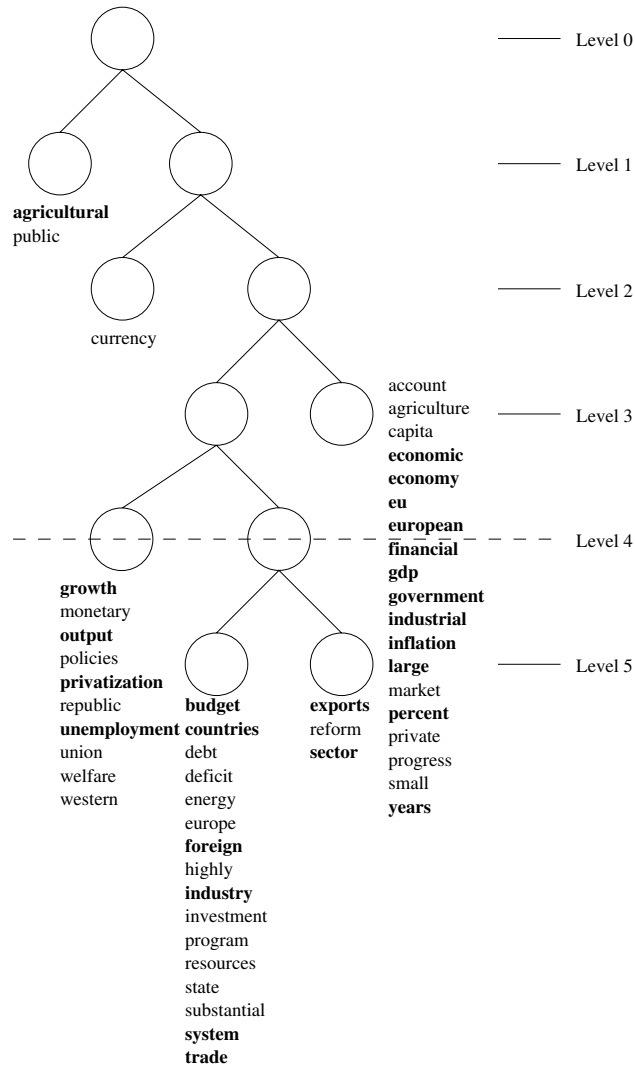 Level 0
Level 1
agricultural
public
Level 2
currency
Level 3
account
agriculture
capita
economic
economy
eu
european
financial
gdp
government
industrial
inflation
large
market
percent
private
progress
small
years
Level 4
growth
monetary
output
policies
privatization
republic
unemployment
union
welfare
western
Level 5
budget
countries
debt
deficit
energy
europe
foreign
highly
industry
investment
program
resources
state
substantial
system
trade
exports
reform
sector